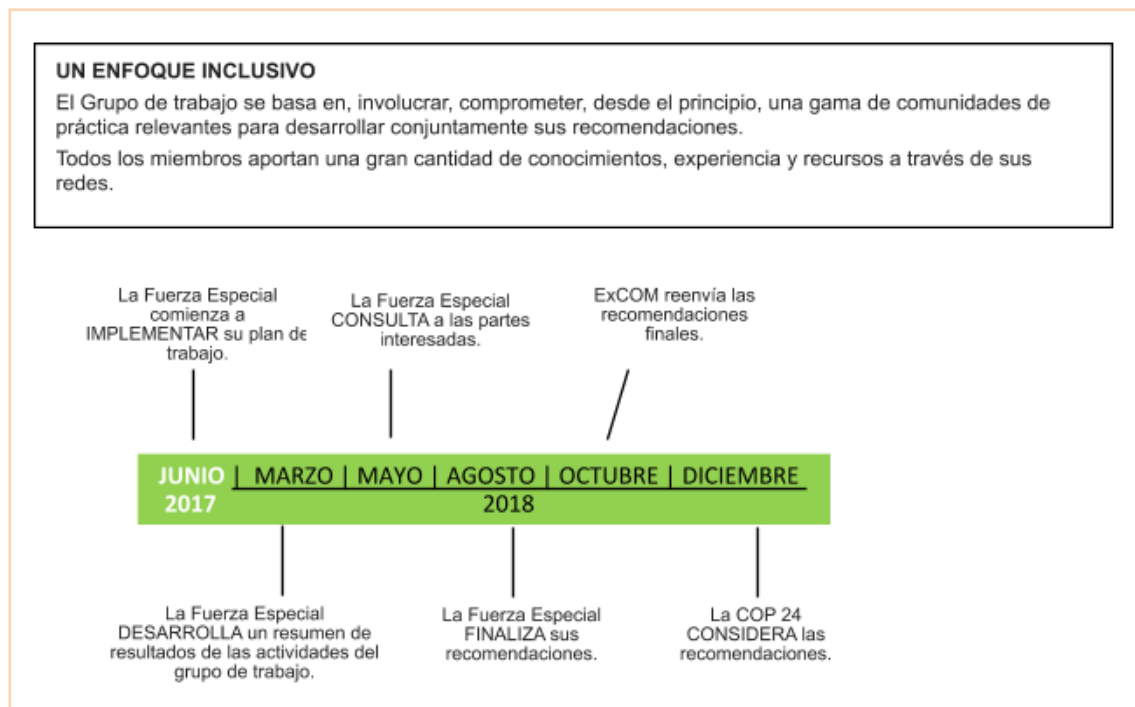 UN ENFOQUE INCLUSIVO
El Grupo de trabajo se basa en, involucrar, comprometer, desde el principio, una gama de comunidades de
práctica relevantes para desarrollar conjuntamente sus recomendaciones.
Todos los miembros aportan una gran cantidad de conocimientos, experiencia y recursos a través de sus
redes.
La Fuerza Especial
comienza a
IMPLEMENTAR su plan de
trabajo.
La Fuerza Especial
CONSULTA a las partes
interesadas.
ExCOM reenvía las
recomendaciones
finales.
JUNIO | MARZO | MAYO | AGOSTO | OCTUBRE | DICIEMBRE
2017 2018
La Fuerza Especial
DESARROLLA un resumen de
resultados de las actividades del
grupo de trabajo.
La Fuerza Especial
FINALIZA sus
recomendaciones.
La COP 24
CONSIDERA las
recomendaciones.